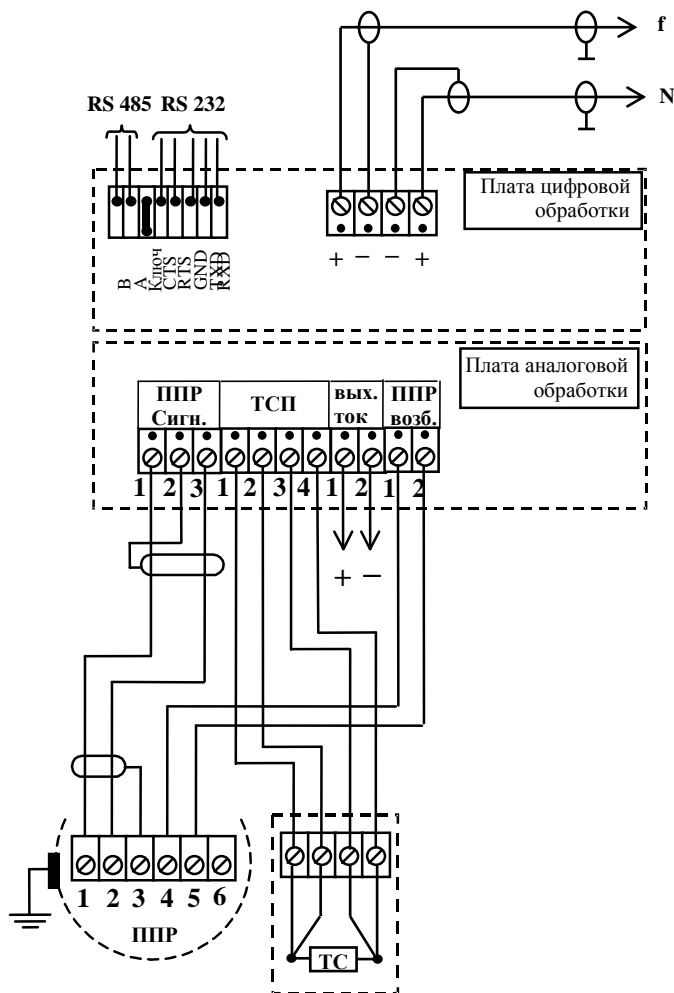 f
N
RS 485 RS 232
Плата цифровой
обработки
B
A
Ключ
CTS
RTS
GND
TXD
RXD
+ − − +
Плата аналоговой
обработки
ППР
Сигн.
ТСП
вых.
ток
ППР
возб.
1 2 3 1 2 3 4 1 2 1 2
+ −
1 2 3 4 5 6
ППР
ТС